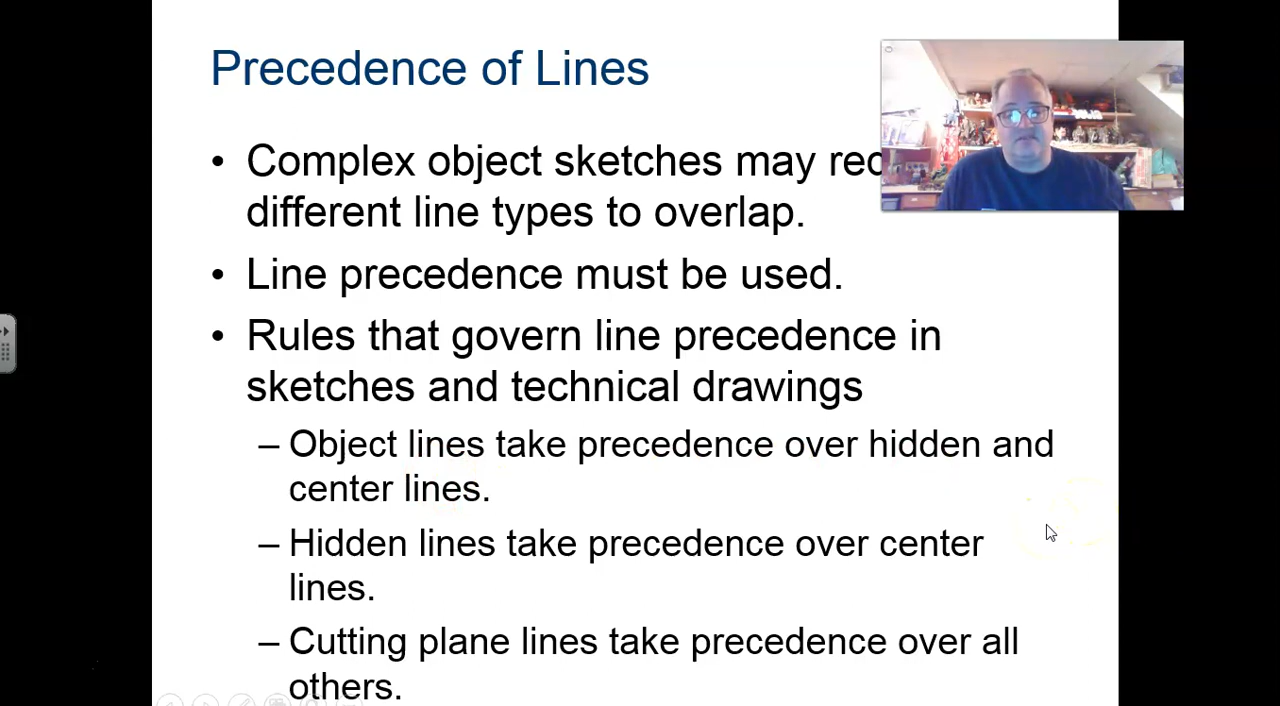 Precedence of Lines
• Complex object sketches may
different line types to overlap.
• Line precedence must be used.
• Rules that govern line precedence in
sketches and technical drawings
– Object lines take precedence over hidden and
center lines.
– Hidden lines take precedence over center
lines.
– Cutting plane lines take precedence over all
others.